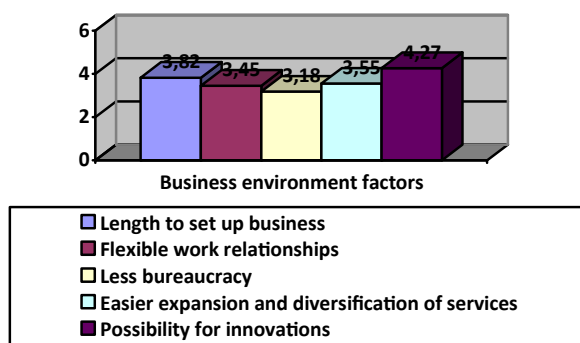 6
4
2
0
3,82
3,45
3,18
3,55
4,27
Business environment factors
Length to set up business
Flexible work relationships
Less bureaucracy
Easier expansion and diversification of services
Possibility for innovations